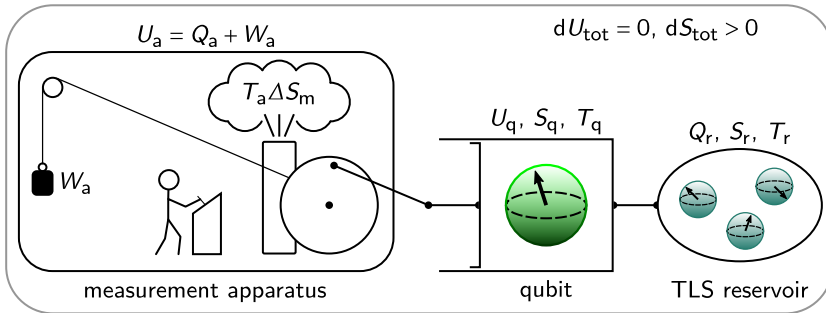 U_a = Q_a + W_a
dU_tot = 0, dS_tot > 0
T_a ΔS_m
W_a
U_q, S_q, T_q
Q_r, S_r, T_r
measurement apparatus
qubit
TLS reservoir